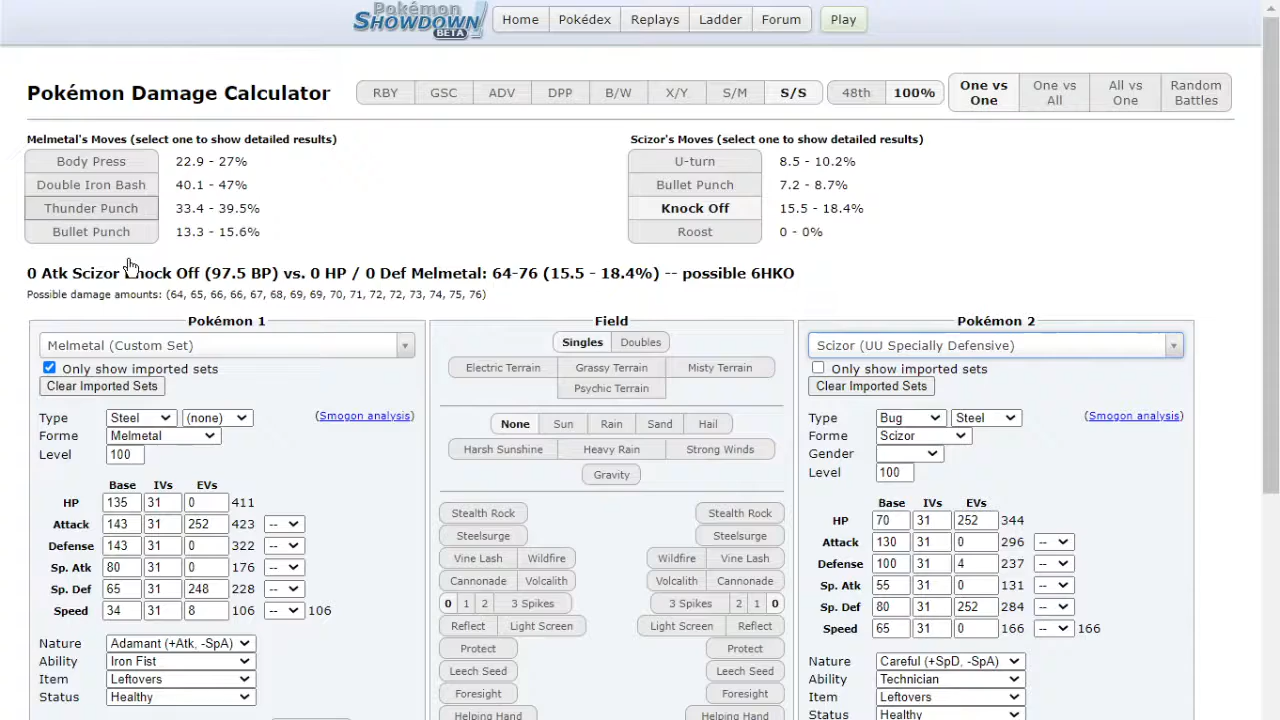 Pokémon
SHOWDOWN!
BETA
Home Pokédex Replays Ladder Forum Play
Pokémon Damage Calculator
RBY GSC ADV DPP B/W X/Y S/M S/S 48th 100%
One vs One
One vs All
All vs One
Random Battles
Melmetal's Moves (select one to show detailed results)
Body Press 22.9 - 27%
Double Iron Bash 40.1 - 47%
Thunder Punch 33.4 - 39.5%
Bullet Punch 13.3 - 15.6%
Scizor's Moves (select one to show detailed results)
U-turn 8.5 - 10.2%
Bullet Punch 7.2 - 8.7%
Knock Off 15.5 - 18.4%
Roost 0 - 0%
0 Atk Scizor Knock Off (97.5 BP) vs. 0 HP / 0 Def Melmetal: 64-76 (15.5 - 18.4%) -- possible 6HKO
Possible damage amounts: (64, 65, 66, 66, 67, 68, 69, 69, 70, 71, 72, 72, 73, 74, 75, 76)
Pokémon 1
Melmetal (Custom Set)
Only show imported sets
Clear Imported Sets
Type Steel (none) (Smogon analysis)
Forme Melmetal
Level 100
Base IVs EVs
HP 135 31 0 411
Attack 143 31 252 423 --
Defense 143 31 0 322 --
Sp. Atk 80 31 0 176 --
Sp. Def 65 31 248 228 --
Speed 34 31 8 106 -- 106
Nature Adamant (+Atk, -SpA)
Ability Iron Fist
Item Leftovers
Status Healthy
Field
Singles Doubles
Electric Terrain Grassy Terrain Misty Terrain
Psychic Terrain
None Sun Rain Sand Hail
Harsh Sunshine Heavy Rain Strong Winds
Gravity
Stealth Rock Stealth Rock
Steelsurge Steelsurge
Vine Lash Wildfire Wildfire Vine Lash
Cannonade Volcalith Volcalith Cannonade
0 1 2 3 Spikes 3 Spikes 2 1 0
Reflect Light Screen Light Screen Reflect
Protect Protect
Leech Seed Leech Seed
Foresight Foresight
Helping Hand Helping Hand
Pokémon 2
Scizor (UU Specially Defensive)
Only show imported sets
Clear Imported Sets
Type Bug Steel (Smogon analysis)
Forme Scizor
Gender
Level 100
Base IVs EVs
HP 70 31 252 344
Attack 130 31 0 296 --
Defense 100 31 4 237 --
Sp. Atk 55 31 0 131 --
Sp. Def 80 31 252 284 --
Speed 65 31 0 166 -- 166
Nature Careful (+SpD, -SpA)
Ability Technician
Item Leftovers
Status Healthy